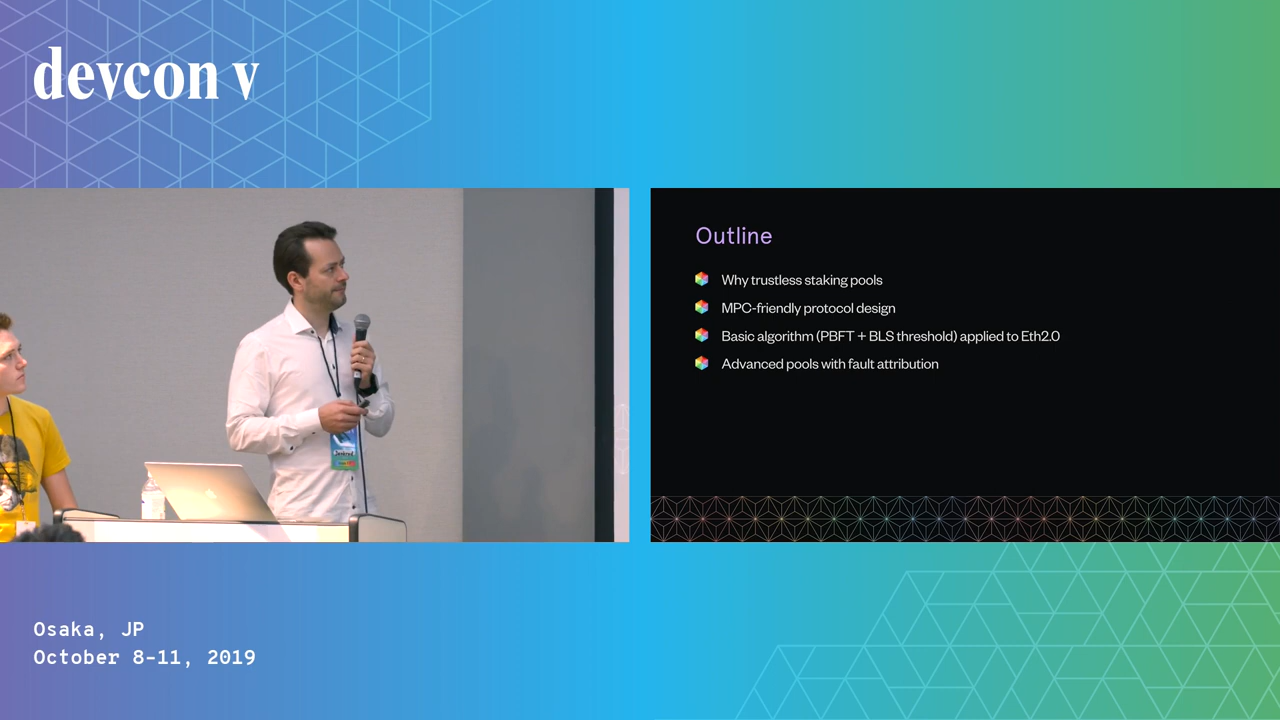 devcon v
Outline
Why trustless staking pools
MPC-friendly protocol design
Basic algorithm (PBFT + BLS threshold) applied to Eth2.0
Advanced pools with fault attribution
Osaka, JP
October 8-11, 2019